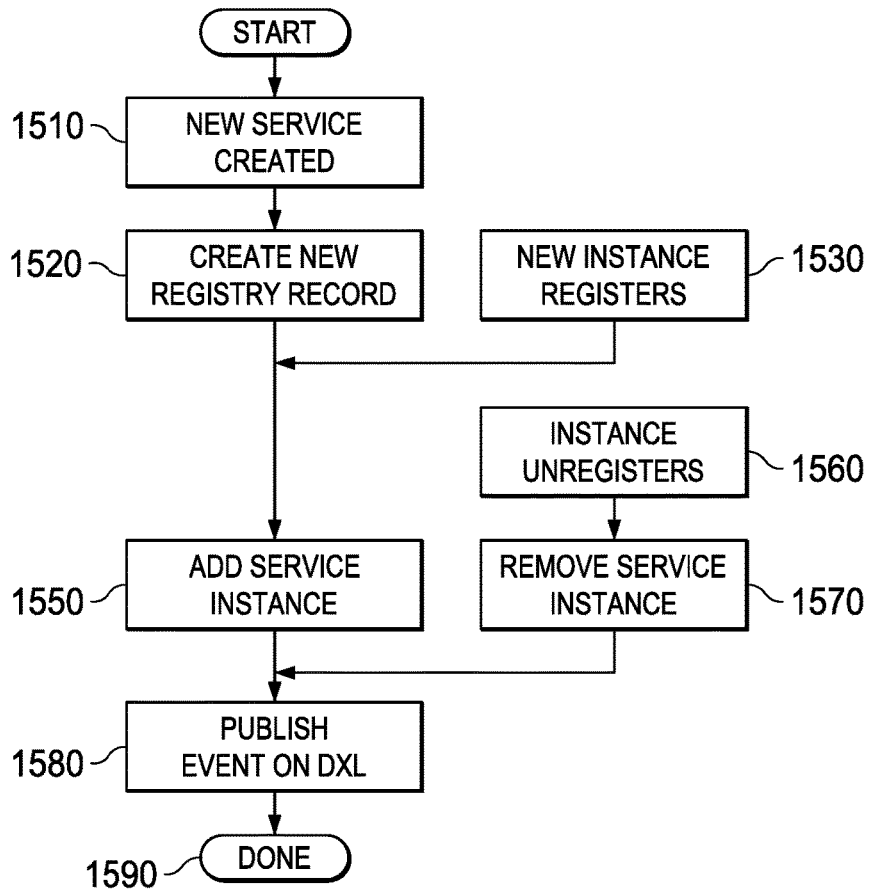 START
1510
NEW SERVICE
CREATED
1520
CREATE NEW
REGISTRY RECORD
NEW INSTANCE
REGISTERS
1530
INSTANCE
UNREGISTERS
1560
1550
ADD SERVICE
INSTANCE
REMOVE SERVICE
INSTANCE
1570
1580
PUBLISH
EVENT ON DXL
1590
DONE